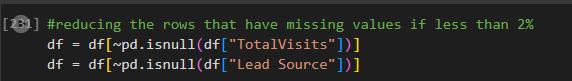 [231] #reducing the rows that have missing values if less than 2%
df = df[~pd.isnull(df["TotalVisits"])]
df = df[~pd.isnull(df["Lead Source"])]